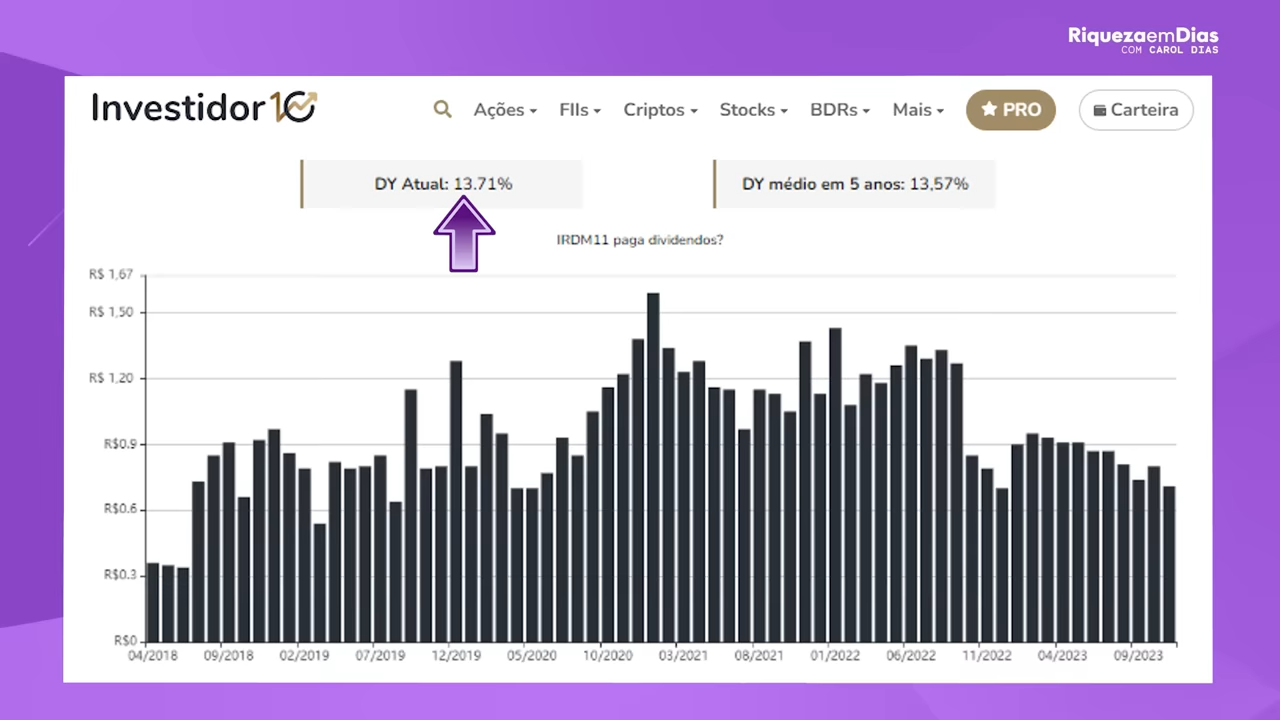 RiquezaemDias
COM CAROL DIAS
Investidor 10
Ações
FIIs
Criptos
Stocks
BDRs
Mais
PRO
Carteira
DY Atual: 13.71%
DY médio em 5 anos: 13,57%
IRDM11 paga dividendos?
R$ 1,67
R$ 1,50
R$ 1,20
R$0.9
R$0.6
R$0.3
R$0
04/2018 09/2018 02/2019 07/2019 12/2019 05/2020 10/2020 03/2021 08/2021 01/2022 06/2022 11/2022 04/2023 09/2023